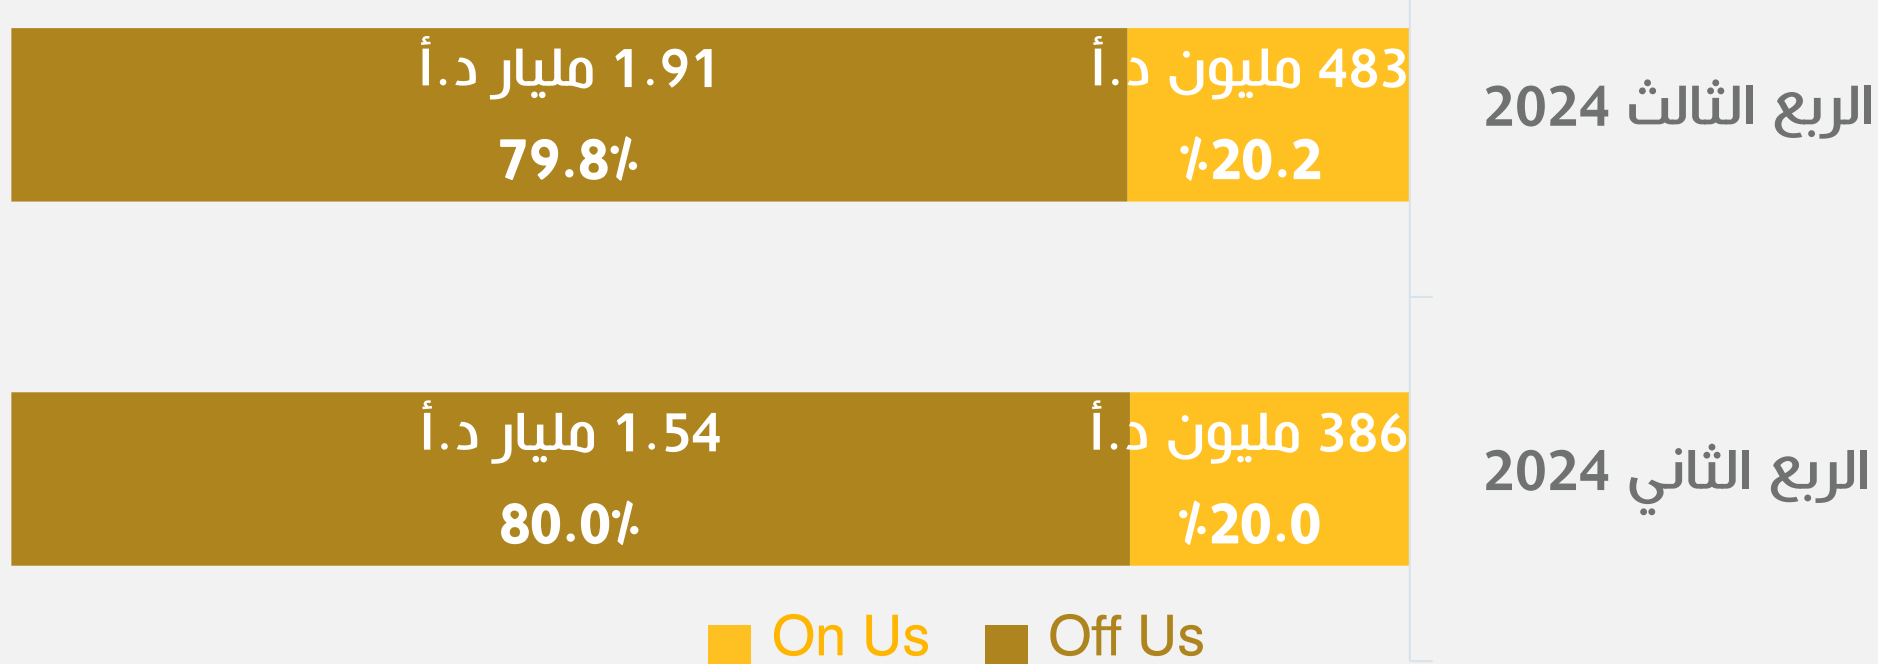 الربع الثالث 2024
483 مليون د.أ
%20.2
1.91 مليار د.أ
79.8%
الربع الثاني 2024
386 مليون د.أ
%20.0
1.54 مليار د.أ
80.0%
On Us
Off Us